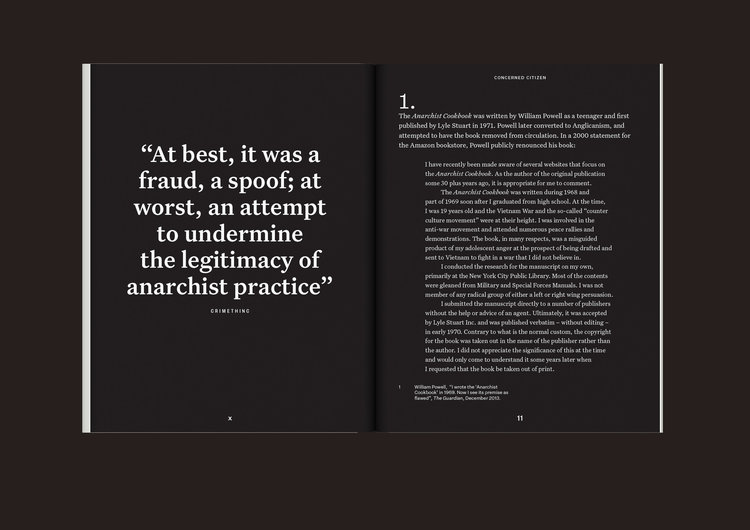 “At best, it was a
fraud, a spoof; at
worst, an attempt
to undermine
the legitimacy of
anarchist practice”
CRIMETHINC
x
CONCERNED CITIZEN
1.
The Anarchist Cookbook was written by William Powell as a teenager and first
published by Lyle Stuart in 1971. Powell later converted to Anglicanism, and
attempted to have the book removed from circulation. In a 2000 statement for
the Amazon bookstore, Powell publicly renounced his book:
I have recently been made aware of several websites that focus on
the Anarchist Cookbook. As the author of the original publication
some 30 plus years ago, it is appropriate for me to comment.
The Anarchist Cookbook was written during 1968 and
part of 1969 soon after I graduated from high school. At the time,
I was 19 years old and the Vietnam War and the so-called “counter
culture movement” were at their height. I was involved in the
anti-war movement and attended numerous peace rallies and
demonstrations. The book, in many respects, was a misguided
product of my adolescent anger at the prospect of being drafted and
sent to Vietnam to fight in a war that I did not believe in.
I conducted the research for the manuscript on my own,
primarily at the New York City Public Library. Most of the contents
were gleaned from Military and Special Forces Manuals. I was not
member of any radical group of either a left or right wing persuasion.
I submitted the manuscript directly to a number of publishers
without the help or advice of an agent. Ultimately, it was accepted
by Lyle Stuart Inc. and was published verbatim – without editing –
in early 1970. Contrary to what is the normal custom, the copyright
for the book was taken out in the name of the publisher rather than
the author. I did not appreciate the significance of this at the time
and would only come to understand it some years later when
I requested that the book be taken out of print.
1 William Powell, “I wrote the ‘Anarchist
Cookbook’ in 1969. Now I see its premise as
flawed”, The Guardian, December 2013.
11